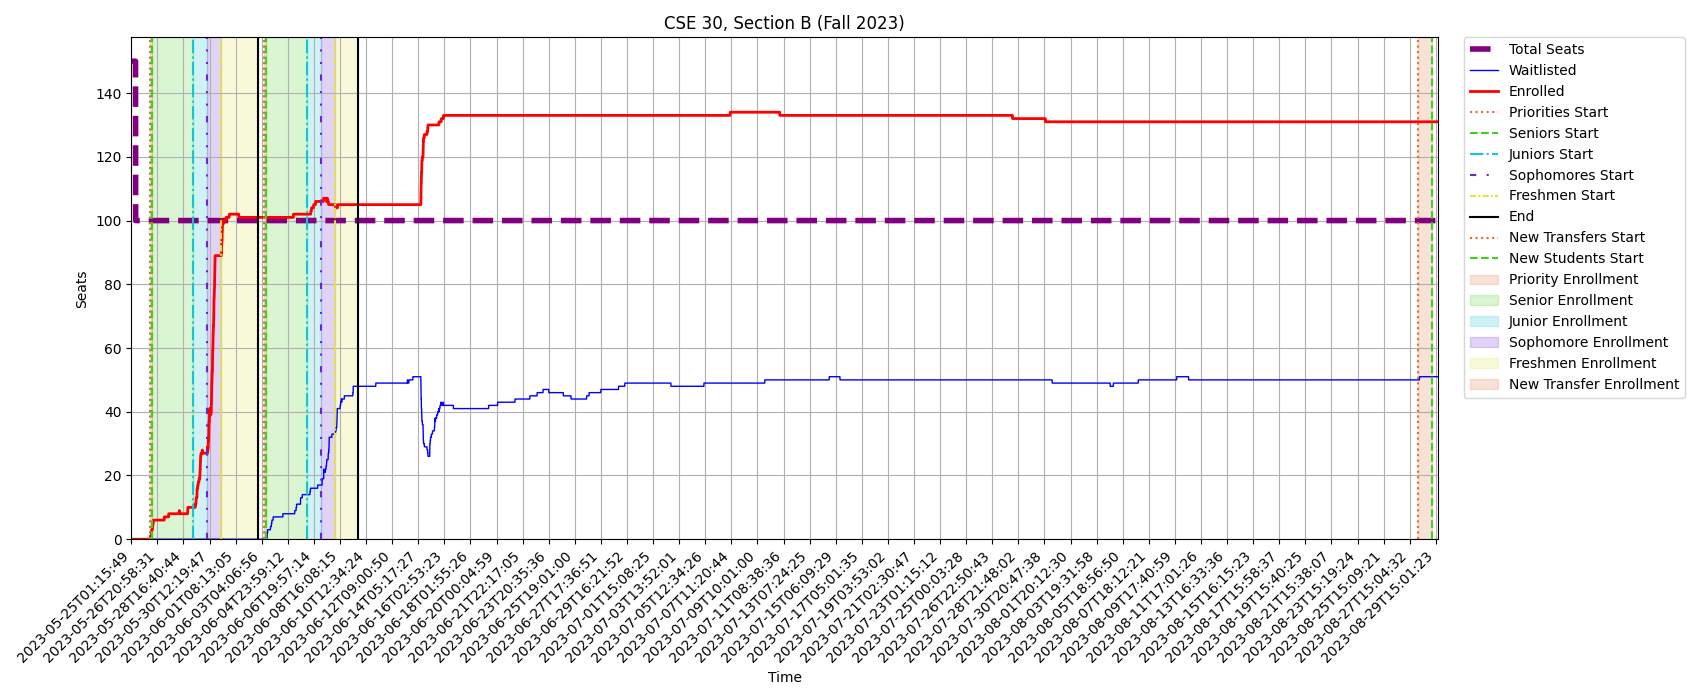 CSE 30, Section B (Fall 2023)
Seats
140
120
100
80
60
40
20
0
2023-05-25T01:15:49
2023-05-26T20:58:31
2023-05-28T16:40:44
2023-05-30T12:19:47
2023-06-01T08:13:05
2023-06-03T04:06:56
2023-06-04T23:59:12
2023-06-06T19:57:14
2023-06-08T16:08:15
2023-06-10T12:34:24
2023-06-12T09:00:50
2023-06-14T05:17:27
2023-06-16T02:53:23
2023-06-18T01:55:26
2023-06-20T00:04:59
2023-06-21T22:17:05
2023-06-23T20:35:36
2023-06-25T19:01:00
2023-06-27T17:36:51
2023-06-29T16:21:52
2023-07-01T15:08:25
2023-07-03T13:52:01
2023-07-05T12:34:26
2023-07-07T11:20:44
2023-07-09T10:01:00
2023-07-11T08:38:36
2023-07-13T07:24:25
2023-07-15T06:09:29
2023-07-17T05:01:35
2023-07-19T03:53:02
2023-07-21T02:30:47
2023-07-23T01:15:12
2023-07-25T00:03:28
2023-07-26T22:50:43
2023-07-28T21:48:02
2023-07-30T20:47:38
2023-08-01T20:12:30
2023-08-03T19:31:58
2023-08-05T18:56:50
2023-08-07T18:12:21
2023-08-09T17:40:59
2023-08-11T17:01:26
2023-08-13T16:33:36
2023-08-15T16:15:23
2023-08-17T15:58:37
2023-08-19T15:40:25
2023-08-21T15:38:07
2023-08-23T15:19:24
2023-08-25T15:09:21
2023-08-27T15:04:32
2023-08-29T15:01:23
Time
Total Seats
Waitlisted
Enrolled
Priorities Start
Seniors Start
Juniors Start
Sophomores Start
Freshmen Start
End
New Transfers Start
New Students Start
Priority Enrollment
Senior Enrollment
Junior Enrollment
Sophomore Enrollment
Freshmen Enrollment
New Transfer Enrollment